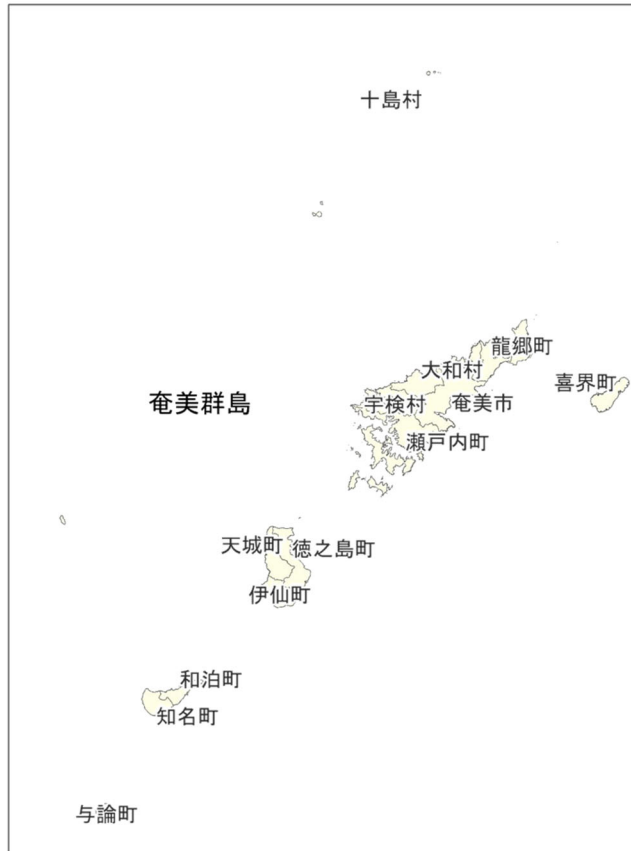 十島村
龍郷町
大和村
喜界町
宇検村
奄美市
奄美群島
瀬戸内町
天城町
徳之島町
伊仙町
和泊町
知名町
与論町